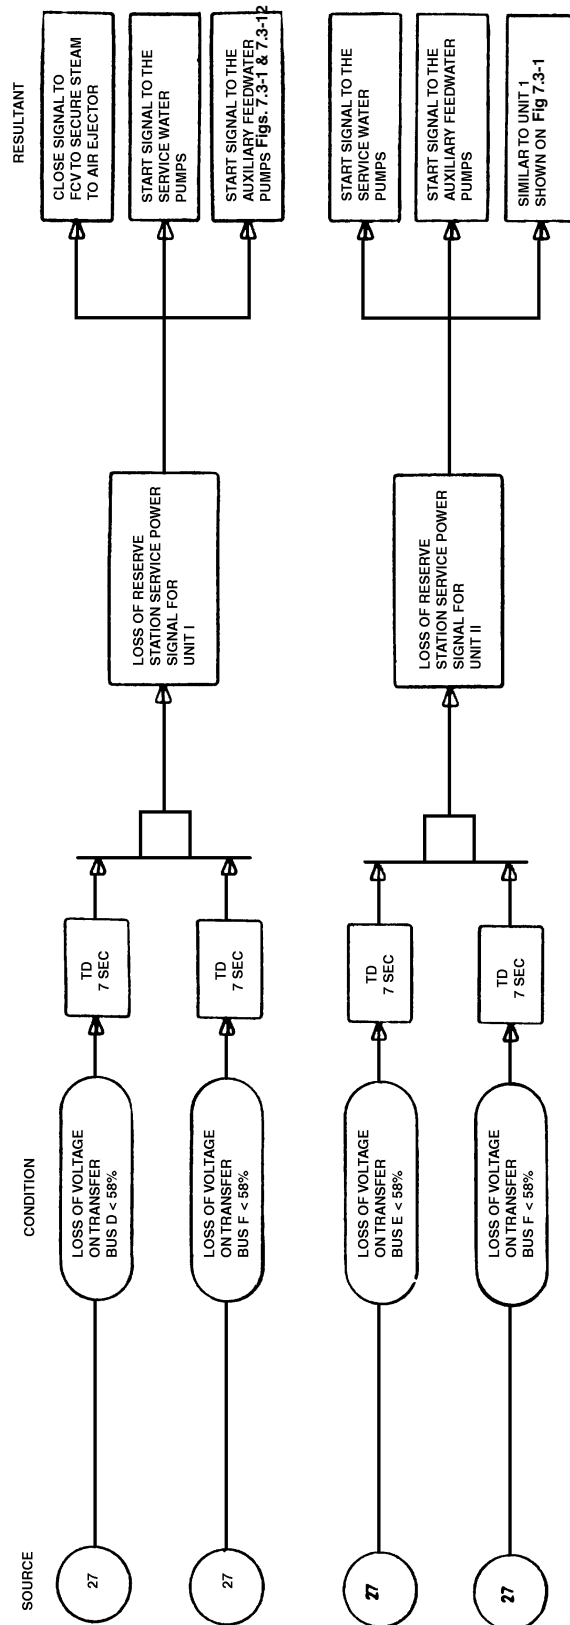 SOURCE
CONDITION
RESULTANT
27
LOSS OF VOLTAGE
ON TRANSFER
BUS D < 58%
TD
7 SEC
27
LOSS OF VOLTAGE
ON TRANSFER
BUS F < 58%
TD
7 SEC
LOSS OF RESERVE
STATION SERVICE POWER
SIGNAL FOR
UNIT I
CLOSE SIGNAL TO
FCV TO SECURE STEAM
TO AIR EJECTOR
START SIGNAL TO THE
SERVICE WATER
PUMPS
START SIGNAL TO THE
AUXILIARY FEEDWATER
PUMPS Figs. 7.3-1 & 7.3-12
27
LOSS OF VOLTAGE
ON TRANSFER
BUS E < 58%
TD
7 SEC
27
LOSS OF VOLTAGE
ON TRANSFER
BUS F < 58%
TD
7 SEC
LOSS OF RESERVE
STATION SERVICE POWER
SIGNAL FOR
UNIT II
START SIGNAL TO THE
SERVICE WATER
PUMPS
START SIGNAL TO THE
AUXILIARY FEEDWATER
PUMPS
SIMILAR TO UNIT 1
SHOWN ON Fig 7.3-1